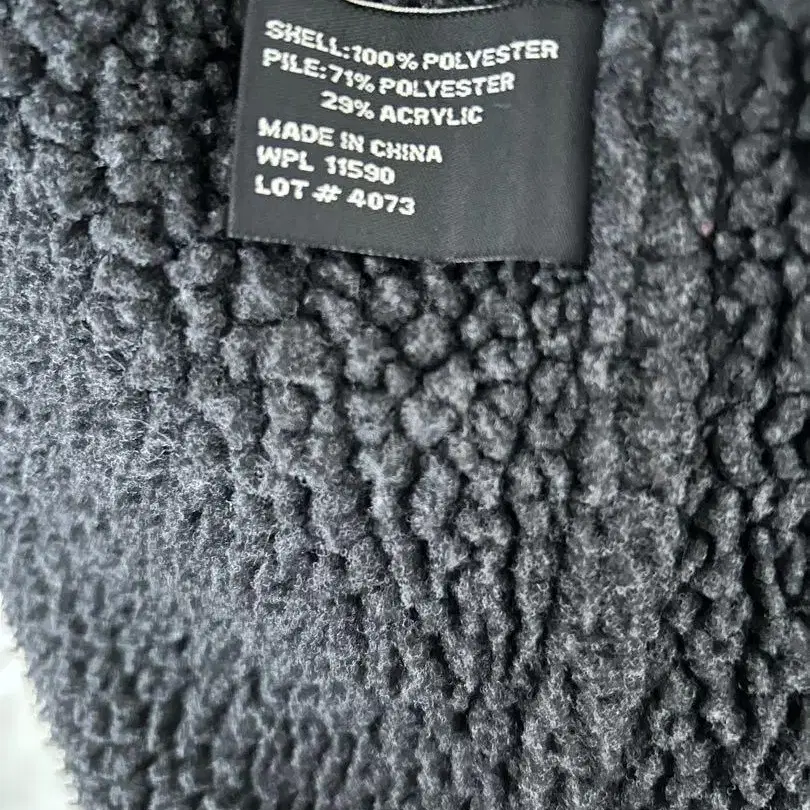 SHELL:100% POLYESTER
PILE:71% POLYESTER
29% ACRYLIC
MADE IN CHINA
WPL 11590
LOT # 4073